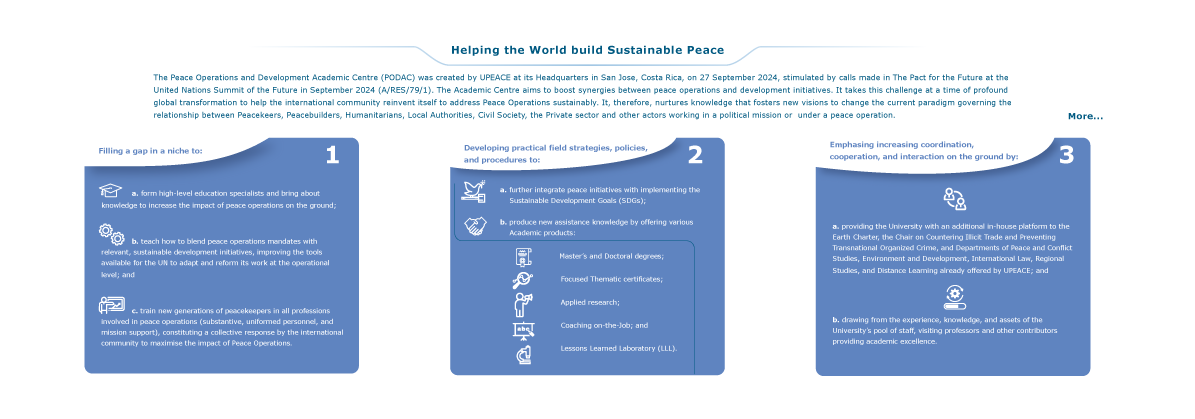 Helping the World build Sustainable Peace
The Peace Operations and Development Academic Centre (PODAC) was created by UPEACE at its Headquarters in San Jose, Costa Rica, on 27 September 2024, stimulated by calls made in The Pact for the Future at the
United Nations Summit of the Future in September 2024 (A/RES/79/1). The Academic Centre aims to boost synergies between peace operations and development initiatives. It takes this challenge at a time of profound
global transformation to help the international community reinvent itself to address Peace Operations sustainably. It, therefore, nurtures knowledge that fosters new visions to change the current paradigm governing the
relationship between Peacekeepers, Peacebuilders, Humanitarians, Local Authorities, Civil Society, the Private sector and other actors working in a political mission or under a peace operation.
More...
Filling a gap in a niche to:
1
a. form high-level education specialists and bring about
knowledge to increase the impact of peace operations on the ground;
b. teach how to blend peace operations mandates with
relevant, sustainable development initiatives, improving the tools
available for the UN to adapt and reform its work at the operational
level; and
c. train new generations of peacekeepers in all professions
involved in peace operations (substantive, uniformed personnel, and
mission support), constituting a collective response by the international
community to maximise the impact of Peace Operations.
Developing practical field strategies, policies,
and procedures to:
2
a. further integrate peace initiatives with implementing the
Sustainable Development Goals (SDGs);
b. produce new assistance knowledge by offering various
Academic products:
Master's and Doctoral degrees;
Focused Thematic certificates;
Applied research;
abc
Coaching on-the-Job; and
Lessons Learned Laboratory (LLL).
Emphasing increasing coordination,
cooperation, and interaction on the ground by:
3
a. providing the University with an additional in-house platform to the
Earth Charter, the Chair on Countering Illicit Trade and Preventing
Transnational Organized Crime, and Departments of Peace and Conflict
Studies, Environment and Development, International Law, Regional
Studies, and Distance Learning already offered by UPEACE; and
b. drawing from the experience, knowledge, and assets of the
University's pool of staff, visiting professors and other contributors
providing academic excellence.